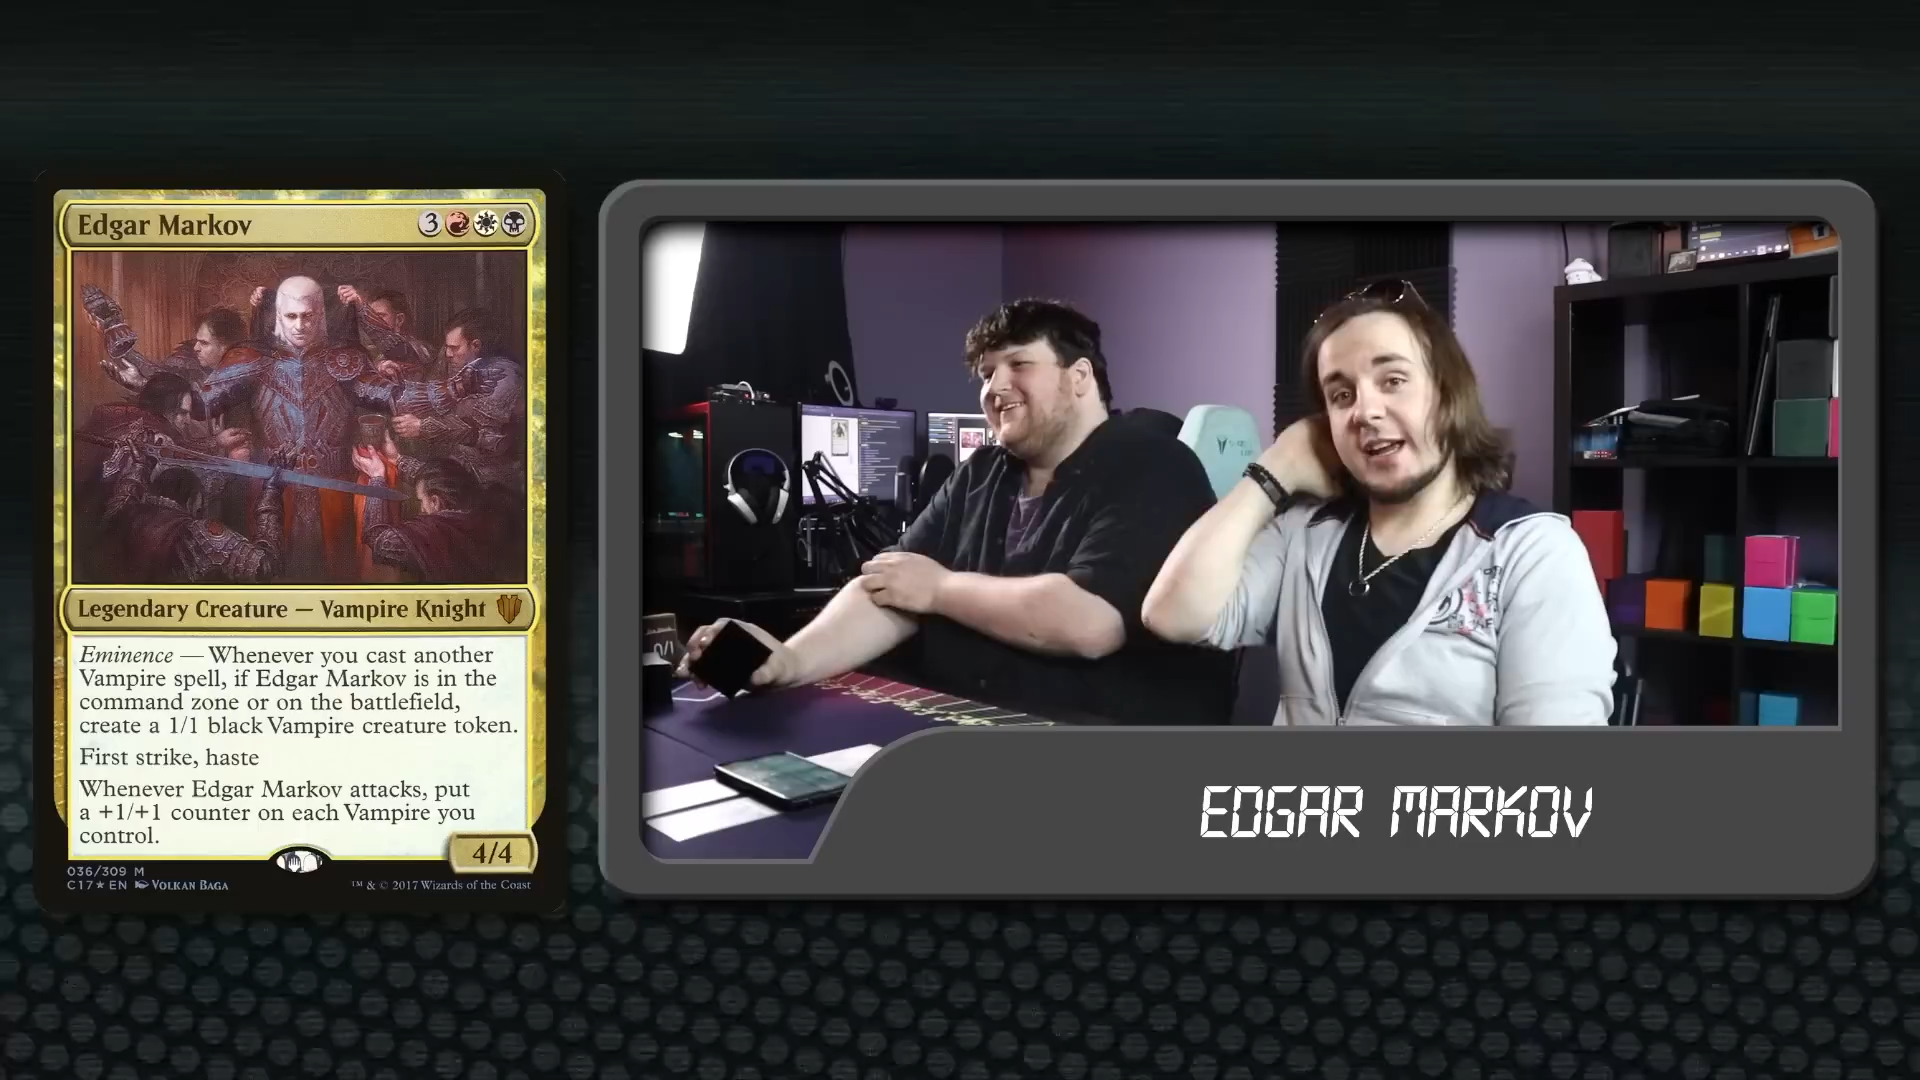 Edgar Markov
3
Legendary Creature — Vampire Knight
Eminence — Whenever you cast another
Vampire spell, if Edgar Markov is in the
command zone or on the battlefield,
create a 1/1 black Vampire creature token.
First strike, haste
Whenever Edgar Markov attacks, put
a +1/+1 counter on each Vampire you
control.
4/4
036/309 M
C17★EN VOLKAN BAGA
™ & © 2017 Wizards of the Coast
EDGAR MARKOV